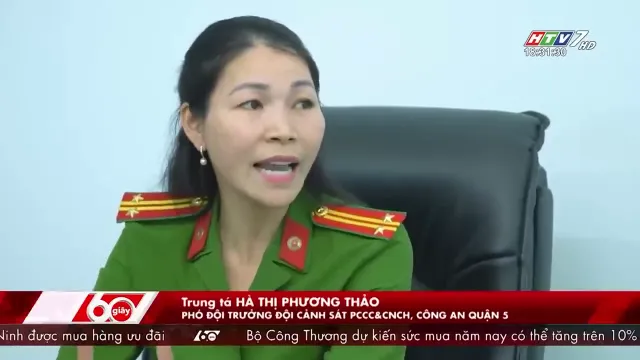 HTV7 HD
18:31:30
60 giây
Trung tá HÀ THỊ PHƯƠNG THẢO
PHÓ ĐỘI TRƯỞNG ĐỘI CẢNH SÁT PCCC&CNCH, CÔNG AN QUẬN 5
Ninh được mua hàng ưu đãi 60 Bộ Công Thương dự kiến sức mua năm nay có thể tăng trên 10%